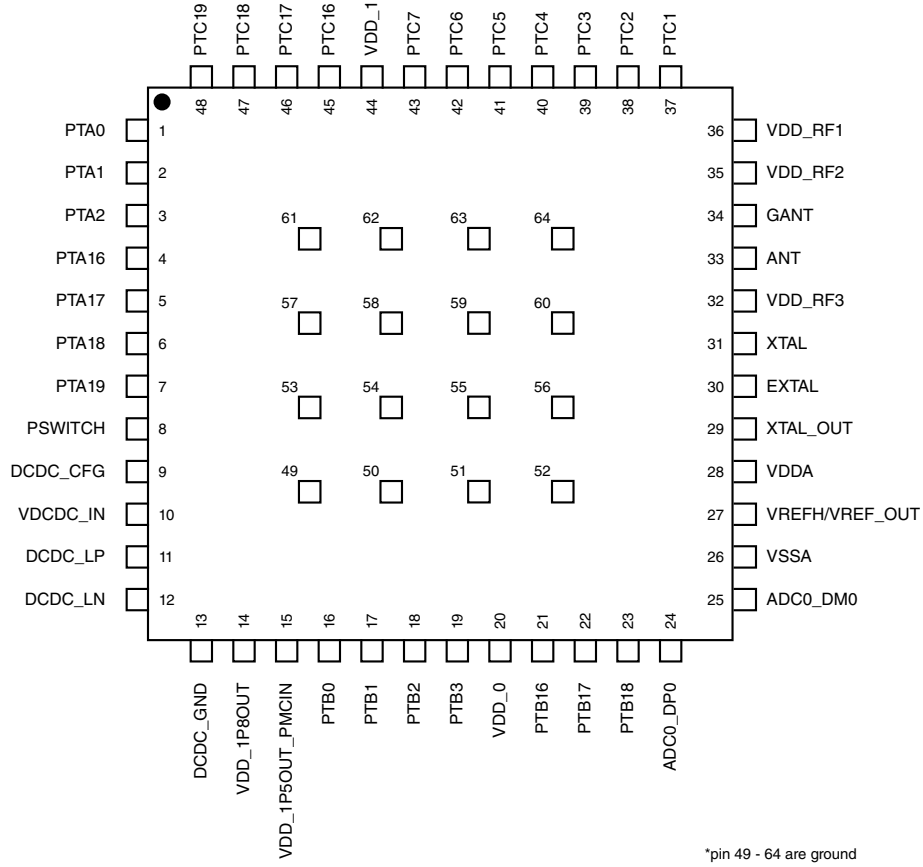 PTC19 PTC18 PTC17 PTC16 VDD_1 PTC7 PTC6 PTC5 PTC4 PTC3 PTC2 PTC1
48 47 46 45 44 43 42 41 40 39 38 37
PTA0 1 36 VDD_RF1
PTA1 2 35 VDD_RF2
PTA2 3 34 GANT
61 62 63 64
PTA16 4 33 ANT
PTA17 5 32 VDD_RF3
57 58 59 60
PTA18 6 31 XTAL
PTA19 7 30 EXTAL
53 54 55 56
PSWITCH 8 29 XTAL_OUT
DCDC_CFG 9 28 VDDA
49 50 51 52
VDCDC_IN 10 27 VREFH/VREF_OUT
DCDC_LP 11 26 VSSA
DCDC_LN 12 25 ADC0_DM0
13 14 15 16 17 18 19 20 21 22 23 24
DCDC_GND VDD_1P8OUT VDD_1P5OUT_PMCIN PTB0 PTB1 PTB2 PTB3 VDD_0 PTB16 PTB17 PTB18 ADC0_DP0
*pin 49 - 64 are ground